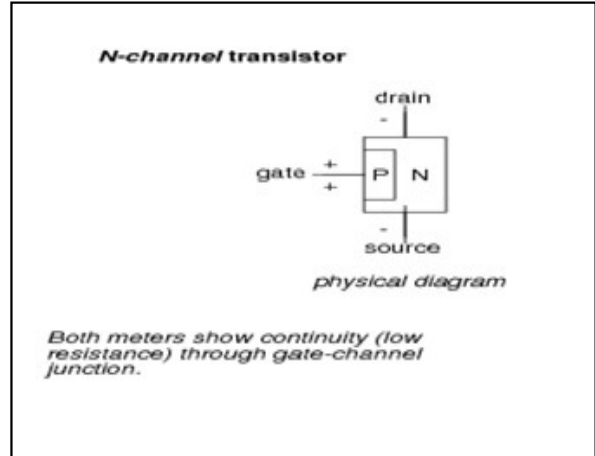 N-channel transistor
drain
-
gate
+
P N
+
-
source
physical diagram
Both meters show continuity (low
resistance) through gate-channel
junction.